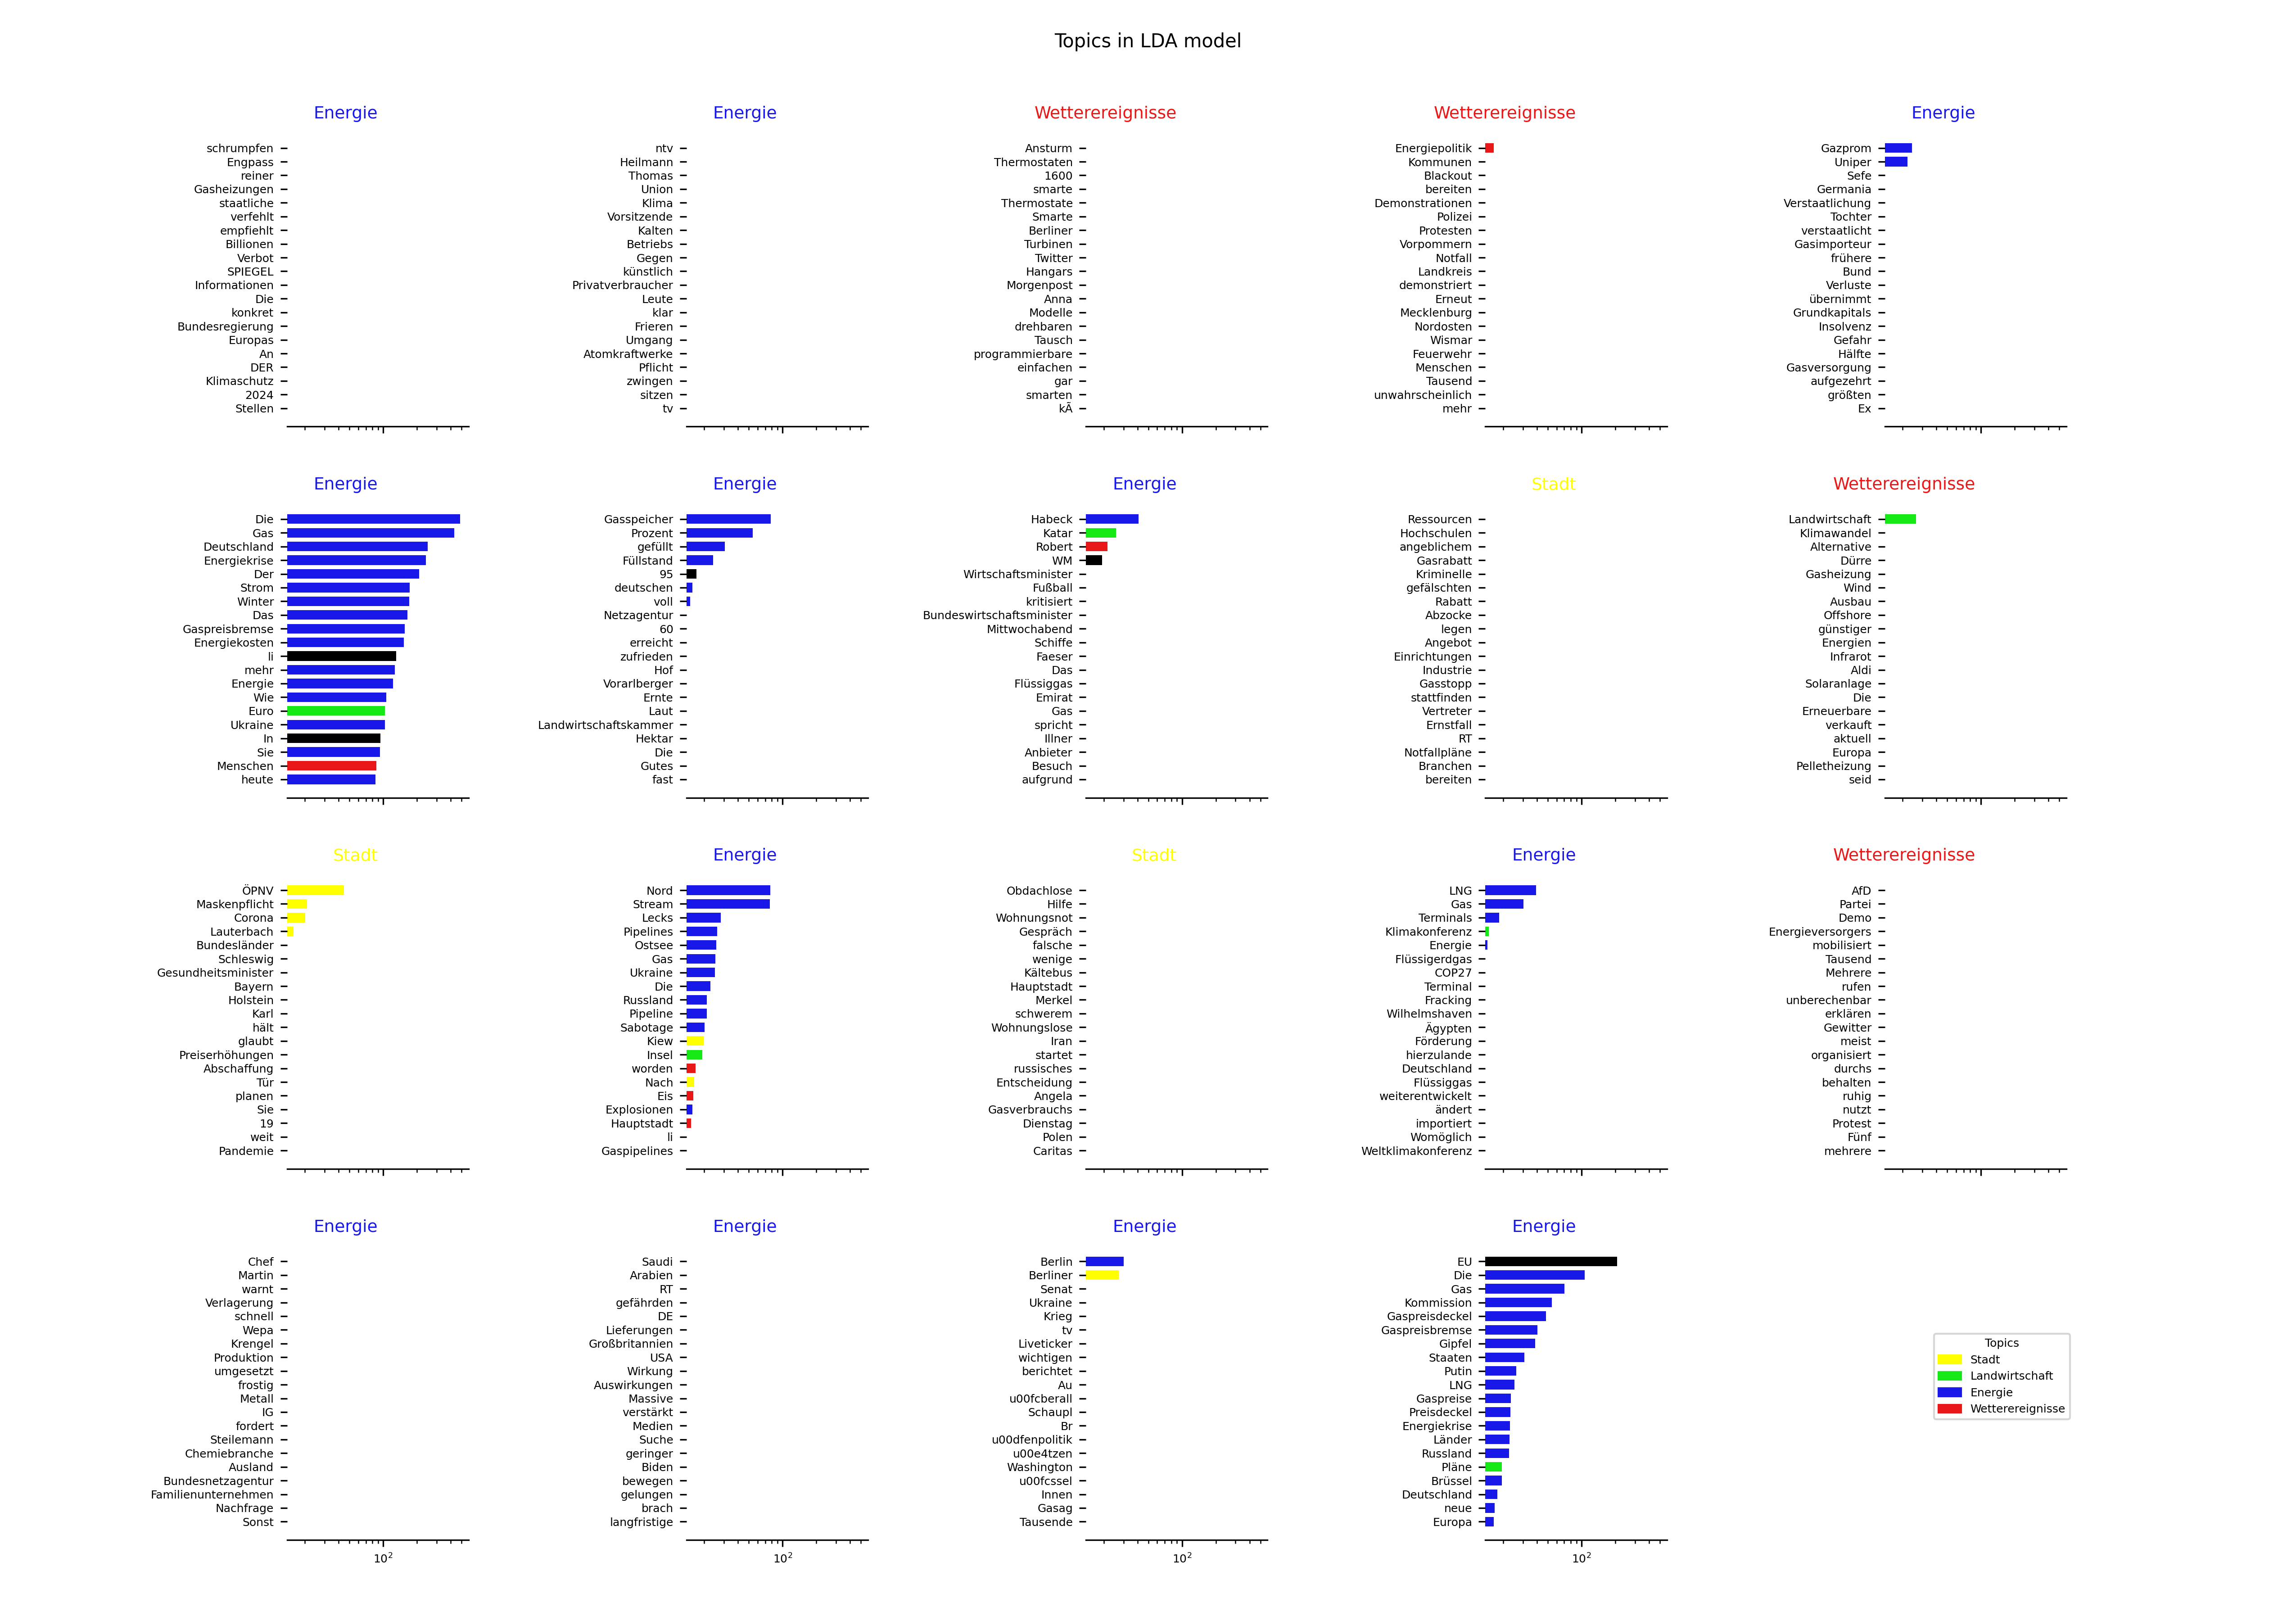 Topics in LDA model
Energie
schrumpfen
Engpass
reiner
Gasheizungen
staatliche
verfehlt
empfiehlt
Billionen
Verbot
SPIEGEL
Informationen
Die
konkret
Bundesregierung
Europas
An
DER
Klimaschutz
2024
Stellen
Energie
ntv
Heilmann
Thomas
Union
Klima
Vorsitzende
Kalten
Betriebs
Gegen
künstlich
Privatverbraucher
Leute
klar
Frieren
Umgang
Atomkraftwerke
Pflicht
zwingen
sitzen
tv
Wetterereignisse
Ansturm
Thermostaten
1600
smarte
Thermostate
Smarte
Berliner
Turbinen
Twitter
Hangars
Morgenpost
Anna
Modelle
drehbaren
Tausch
programmierbare
einfachen
gar
smarten
kÃ
Wetterereignisse
Energiepolitik
Kommunen
Blackout
bereiten
Demonstrationen
Polizei
Protesten
Vorpommern
Notfall
Landkreis
demonstriert
Erneut
Mecklenburg
Nordosten
Wismar
Feuerwehr
Menschen
Tausend
unwahrscheinlich
mehr
Energie
Gazprom
Uniper
Sefe
Germania
Verstaatlichung
Tochter
verstaatlicht
Gasimporteur
frühere
Bund
Verluste
übernimmt
Grundkapitals
Insolvenz
Gefahr
Hälfte
Gasversorgung
aufgezehrt
größten
Ex
Energie
Die
Gas
Deutschland
Energiekrise
Der
Strom
Winter
Das
Gaspreisbremse
Energiekosten
li
mehr
Energie
Wie
Euro
Ukraine
In
Sie
Menschen
heute
Energie
Gasspeicher
Prozent
gefüllt
Füllstand
95
deutschen
voll
Netzagentur
60
erreicht
zufrieden
Hof
Vorarlberger
Ernte
Laut
Landwirtschaftskammer
Hektar
Die
Gutes
fast
Energie
Habeck
Katar
Robert
WM
Wirtschaftsminister
Fußball
kritisiert
Bundeswirtschaftsminister
Mittwochabend
Schiffe
Faeser
Das
Flüssiggas
Emirat
Gas
spricht
Illner
Anbieter
Besuch
aufgrund
Stadt
Ressourcen
Hochschulen
angeblichem
Gasrabatt
Kriminelle
gefälschten
Rabatt
Abzocke
legen
Angebot
Einrichtungen
Industrie
Gasstopp
stattfinden
Vertreter
Ernstfall
RT
Notfallpläne
Branchen
bereiten
Wetterereignisse
Landwirtschaft
Klimawandel
Alternative
Dürre
Gasheizung
Wind
Ausbau
Offshore
günstiger
Energien
Infrarot
Aldi
Solaranlage
Die
Erneuerbare
verkauft
aktuell
Europa
Pelletheizung
seid
Stadt
ÖPNV
Maskenpflicht
Corona
Lauterbach
Bundesländer
Schleswig
Gesundheitsminister
Bayern
Holstein
Karl
hält
glaubt
Preiserhöhungen
Abschaffung
Tür
planen
Sie
19
weit
Pandemie
Energie
Nord
Stream
Lecks
Pipelines
Ostsee
Gas
Ukraine
Die
Russland
Pipeline
Sabotage
Kiew
Insel
worden
Nach
Eis
Explosionen
Hauptstadt
li
Gaspipelines
Stadt
Obdachlose
Hilfe
Wohnungsnot
Gespräch
falsche
wenige
Kältebus
Hauptstadt
Merkel
schwerem
Wohnungslose
Iran
startet
russisches
Entscheidung
Angela
Gasverbrauchs
Dienstag
Polen
Caritas
Energie
LNG
Gas
Terminals
Klimakonferenz
Energie
Flüssigerdgas
COP27
Terminal
Fracking
Wilhelmshaven
Ägypten
Förderung
hierzulande
Deutschland
Flüssiggas
weiterentwickelt
ändert
importiert
Womöglich
Weltklimakonferenz
Wetterereignisse
AfD
Partei
Demo
Energieversorgers
mobilisiert
Tausend
Mehrere
rufen
unberechenbar
erklären
Gewitter
meist
organisiert
durchs
behalten
ruhig
nutzt
Protest
Fünf
mehrere
Energie
Chef
Martin
warnt
Verlagerung
schnell
Wepa
Krengel
Produktion
umgesetzt
frostig
Metall
IG
fordert
Steilemann
Chemiebranche
Ausland
Bundesnetzagentur
Familienunternehmen
Nachfrage
Sonst
10²
Energie
Saudi
Arabien
RT
gefährden
DE
Lieferungen
Großbritannien
USA
Wirkung
Auswirkungen
Massive
verstärkt
Medien
Suche
geringer
Biden
bewegen
gelungen
brach
langfristige
10²
Energie
Berlin
Berliner
Senat
Ukraine
Krieg
tv
Liveticker
wichtigen
berichtet
Au
u00fcberall
Schaupl
Br
u00dfenpolitik
u00e4tzen
Washington
u00fcssel
Innen
Gasag
Tausende
10²
Energie
EU
Die
Gas
Kommission
Gaspreisdeckel
Gaspreisbremse
Gipfel
Staaten
Putin
LNG
Gaspreise
Preisdeckel
Energiekrise
Länder
Russland
Pläne
Brüssel
Deutschland
neue
Europa
10²
Topics
Stadt
Landwirtschaft
Energie
Wetterereignisse